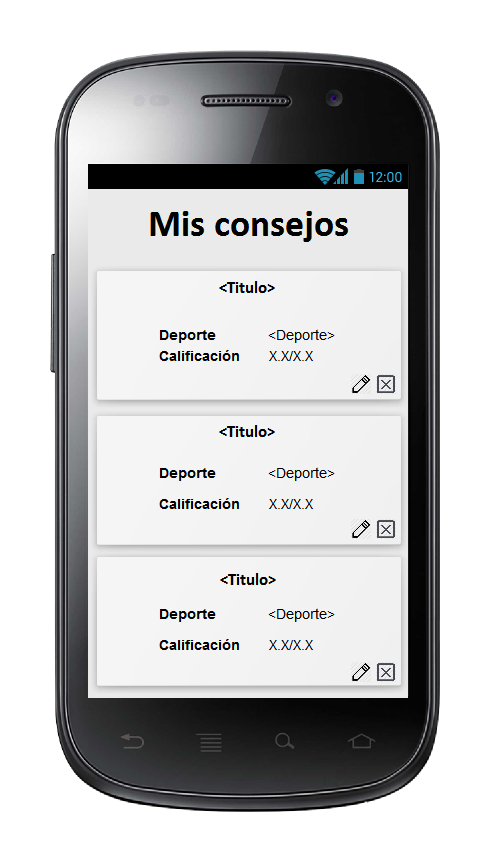 12:00
Mis consejos
<Titulo>
Deporte <Deporte>
Calificación X.X/X.X
<Titulo>
Deporte <Deporte>
Calificación X.X/X.X
<Titulo>
Deporte <Deporte>
Calificación X.X/X.X